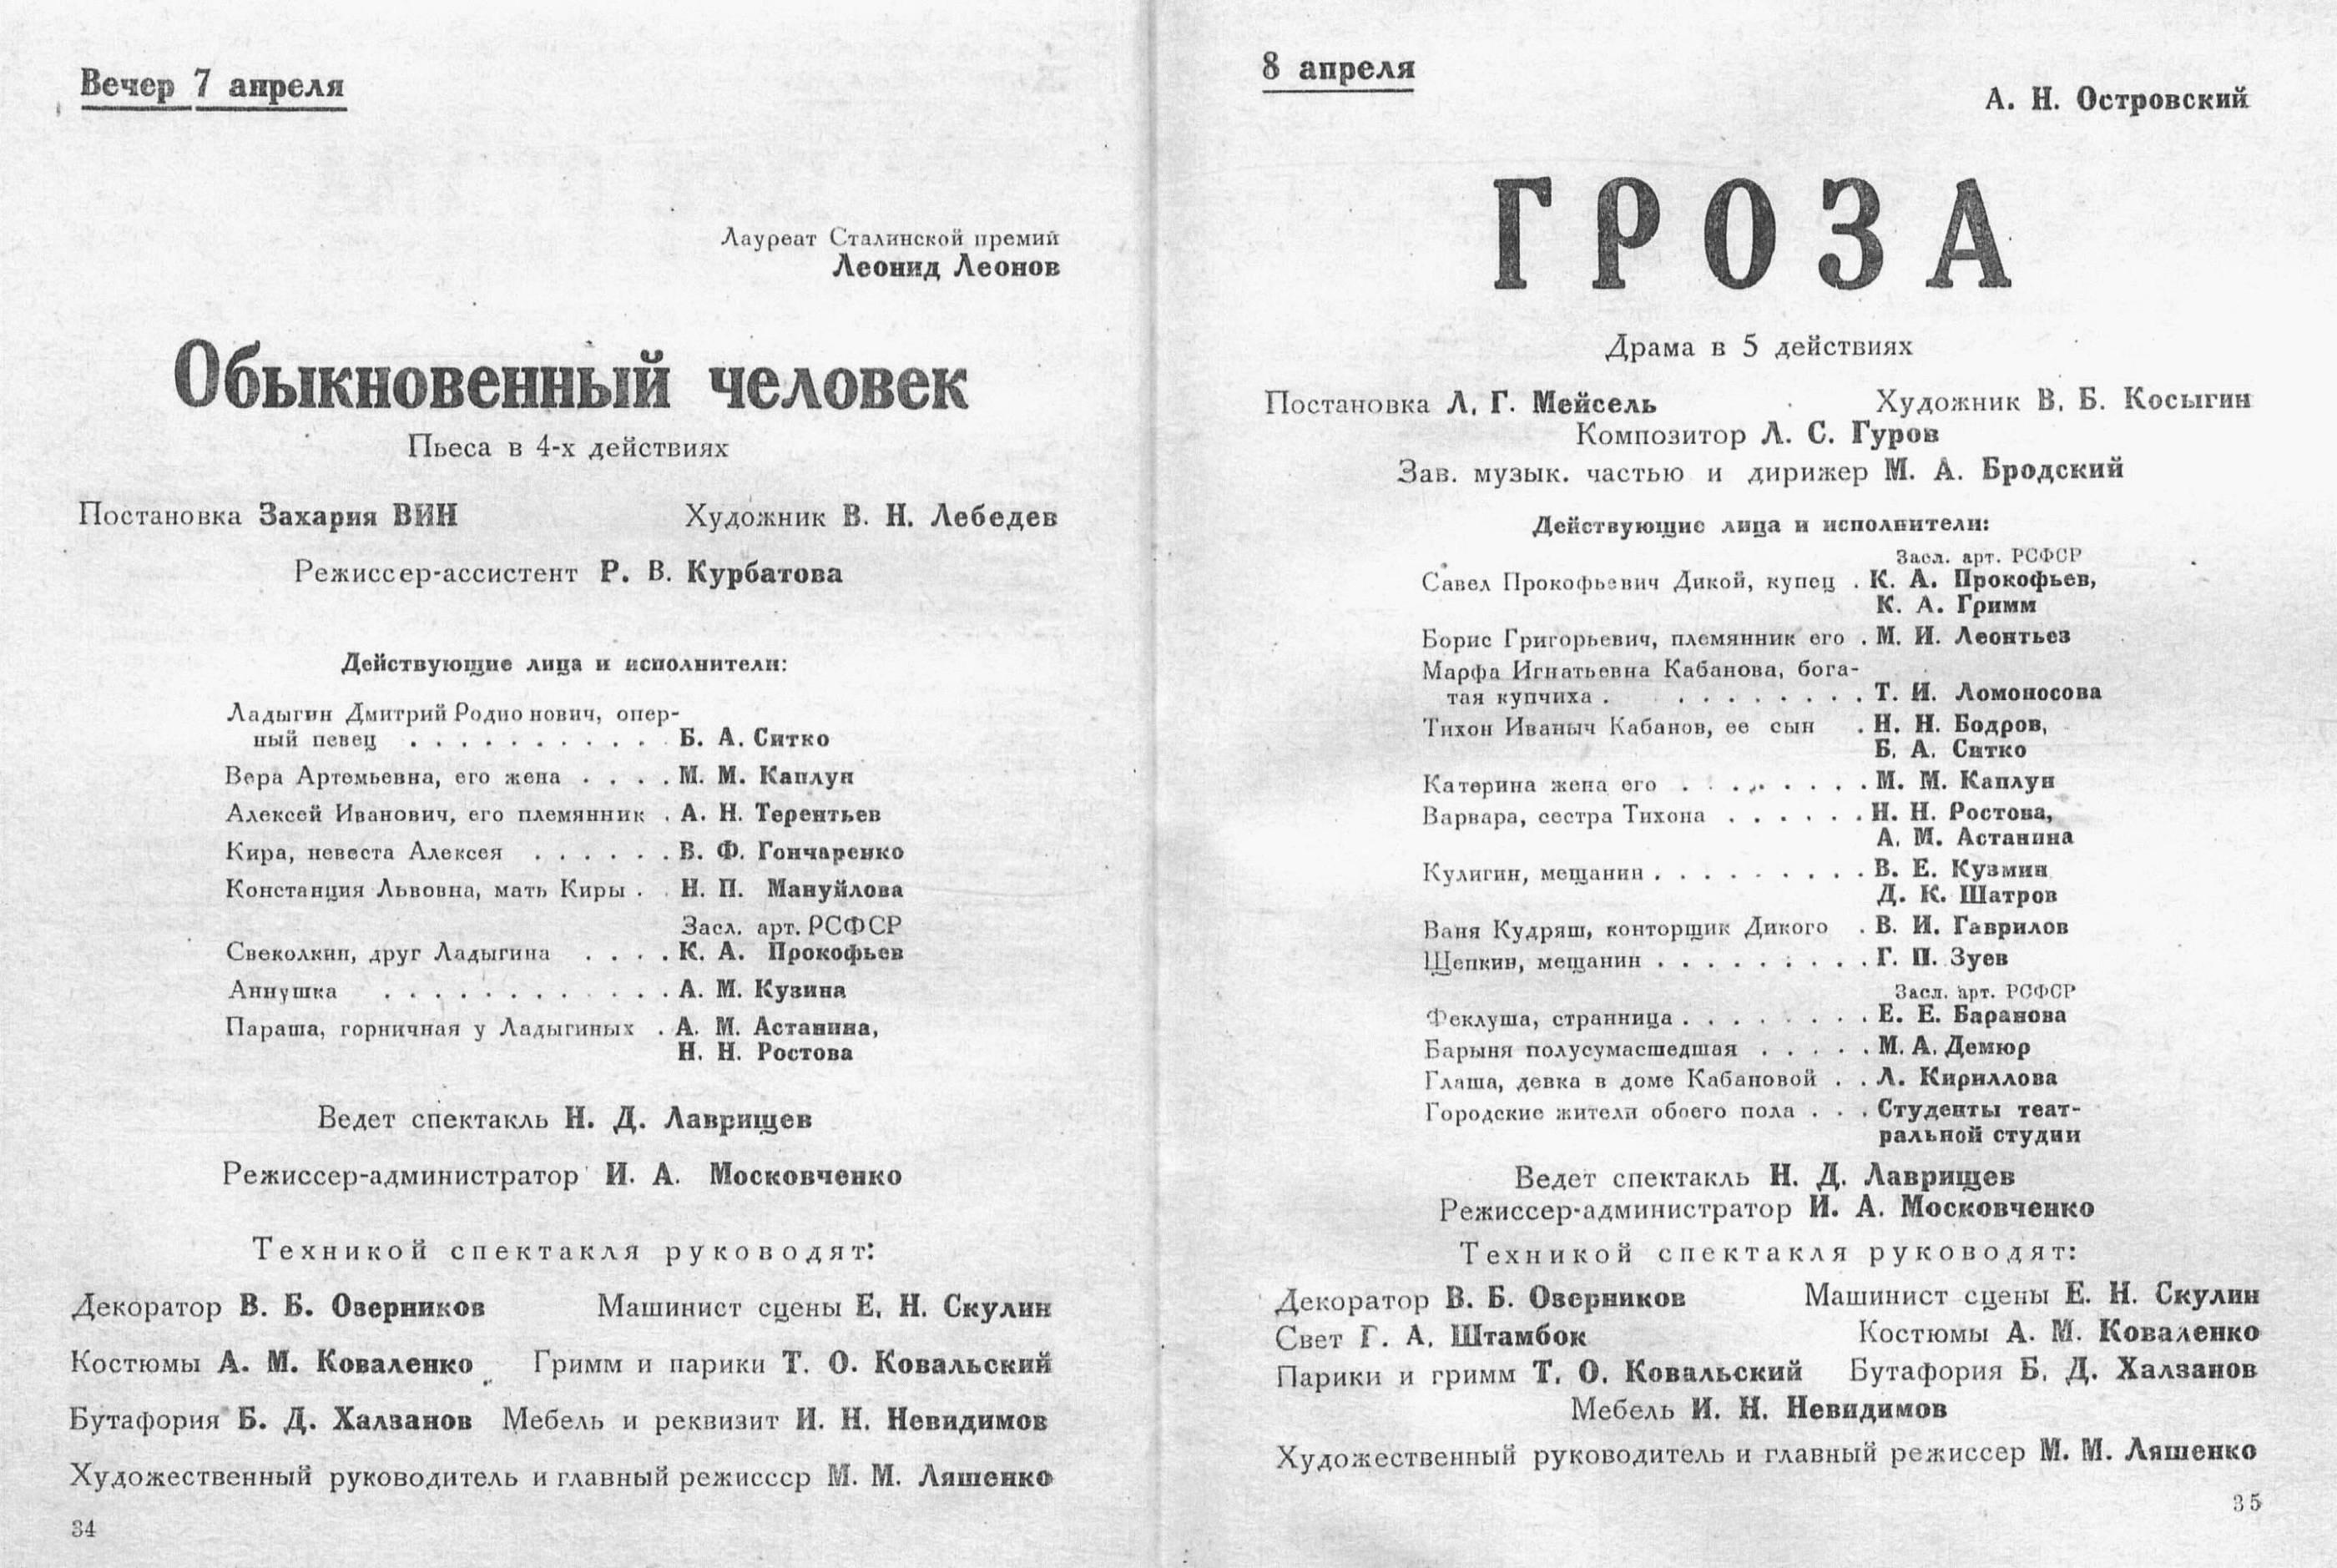 Вечер 7 апреля
Лауреат Сталинской премий
Леонид Леонов
Обыкновенный человек
Пьеса в 4-х действиях
Постановка Захария ВИН Художник В. Н. Лебедев
Режиссер-ассистент Р. В. Курбатова
Действующие лица и исполнители:
Ладыгин Дмитрий Родио нович, опер-
ный певец . . . . . . . . . . . Б. А. Ситко
Вера Артемьевна, его жена . . . . М. М. Каплун
Алексей Иванович, его племянник . А. Н. Терентьев
Кира, невеста Алексея . . . . . . В. Ф. Гончаренко
Констанция Львовна, мать Киры . . Н. П. Мануйлова
Засл. арт. РСФСР
Свеколкин, друг Ладыгина . . . . К. А. Прокофьев
Аннушка . . . . . . . . . . . . А. М. Кузина
Параша, горничная у Ладыгиных . А. М. Астанина,
Н. Н. Ростова
Ведет спектакль Н. Д. Лаврищев
Режиссер-администратор И. А. Московченко
Техникой спектакля руководят:
Декоратор В. Б. Озерников Машинист сцены Е. Н. Скулин
Костюмы А. М. Коваленко Гримм и парики Т. О. Ковальский
Бутафория Б. Д. Халзанов Мебель и реквизит И. Н. Невидимов
Художественный руководитель и главный режиссср М. М. Ляшенко
34
8 апреля
А. Н. Островский
ГРОЗА
Драма в 5 действиях
Постановка Л. Г. Мейсель Художник В. Б. Косыгин
Композитор Л. С. Гуров
Зав. музык. частью и дирижер М. А. Бродский
Действующие лица и исполнители:
Засл. арт. РСФСР
Савел Прокофьевич Дикой, купец . К. А. Прокофьев,
К. А. Гримм
Борис Григорьевич, племянник его . М. И. Леонтьез
Марфа Игнатьевна Кабанова, бога-
тая купчиха . . . . . . . . . Т. И. Ломоносова
Тихон Иваныч Кабанов, ее сын . Н. Н. Бодров,
Б. А. Ситко
Катерина жена его . . . . . . . . М. М. Каплун
Варвара, сестра Тихона . . . . . . Н. Н. Ростова,
А. М. Астанина
Кулигин, мещанин . . . . . . . . . В. Е. Кузмин
Д. К. Шатров
Ваня Кудряш, конторщик Дикого . В. И. Гаврилов
Щепкин, мещанин . . . . . . . . . Г. П. Зуев
Засл. арт. РСФСР
Феклуша, странница . . . . . . . . Е. Е. Баранова
Барыня полусумасшедшая . . . . . М. А. Демюр
Глаша, девка в доме Кабановой . . Л. Кириллова
Городские жители обоего пола . . . Студенты теат-
ральной студии
Ведет спектакль Н. Д. Лаврищев
Режиссер-администратор И. А. Московченко
Техникой спектакля руководят:
Декоратор В. Б. Озерников Машинист сцены Е. Н. Скулин
Свет Г. А. Штамбок Костюмы А. М. Коваленко
Парики и гримм Т. О. Ковальский Бутафория Б. Д. Халзанов
Мебель И. Н. Невидимов
Художественный руководитель и главный режиссер М. М. Ляшенко
35